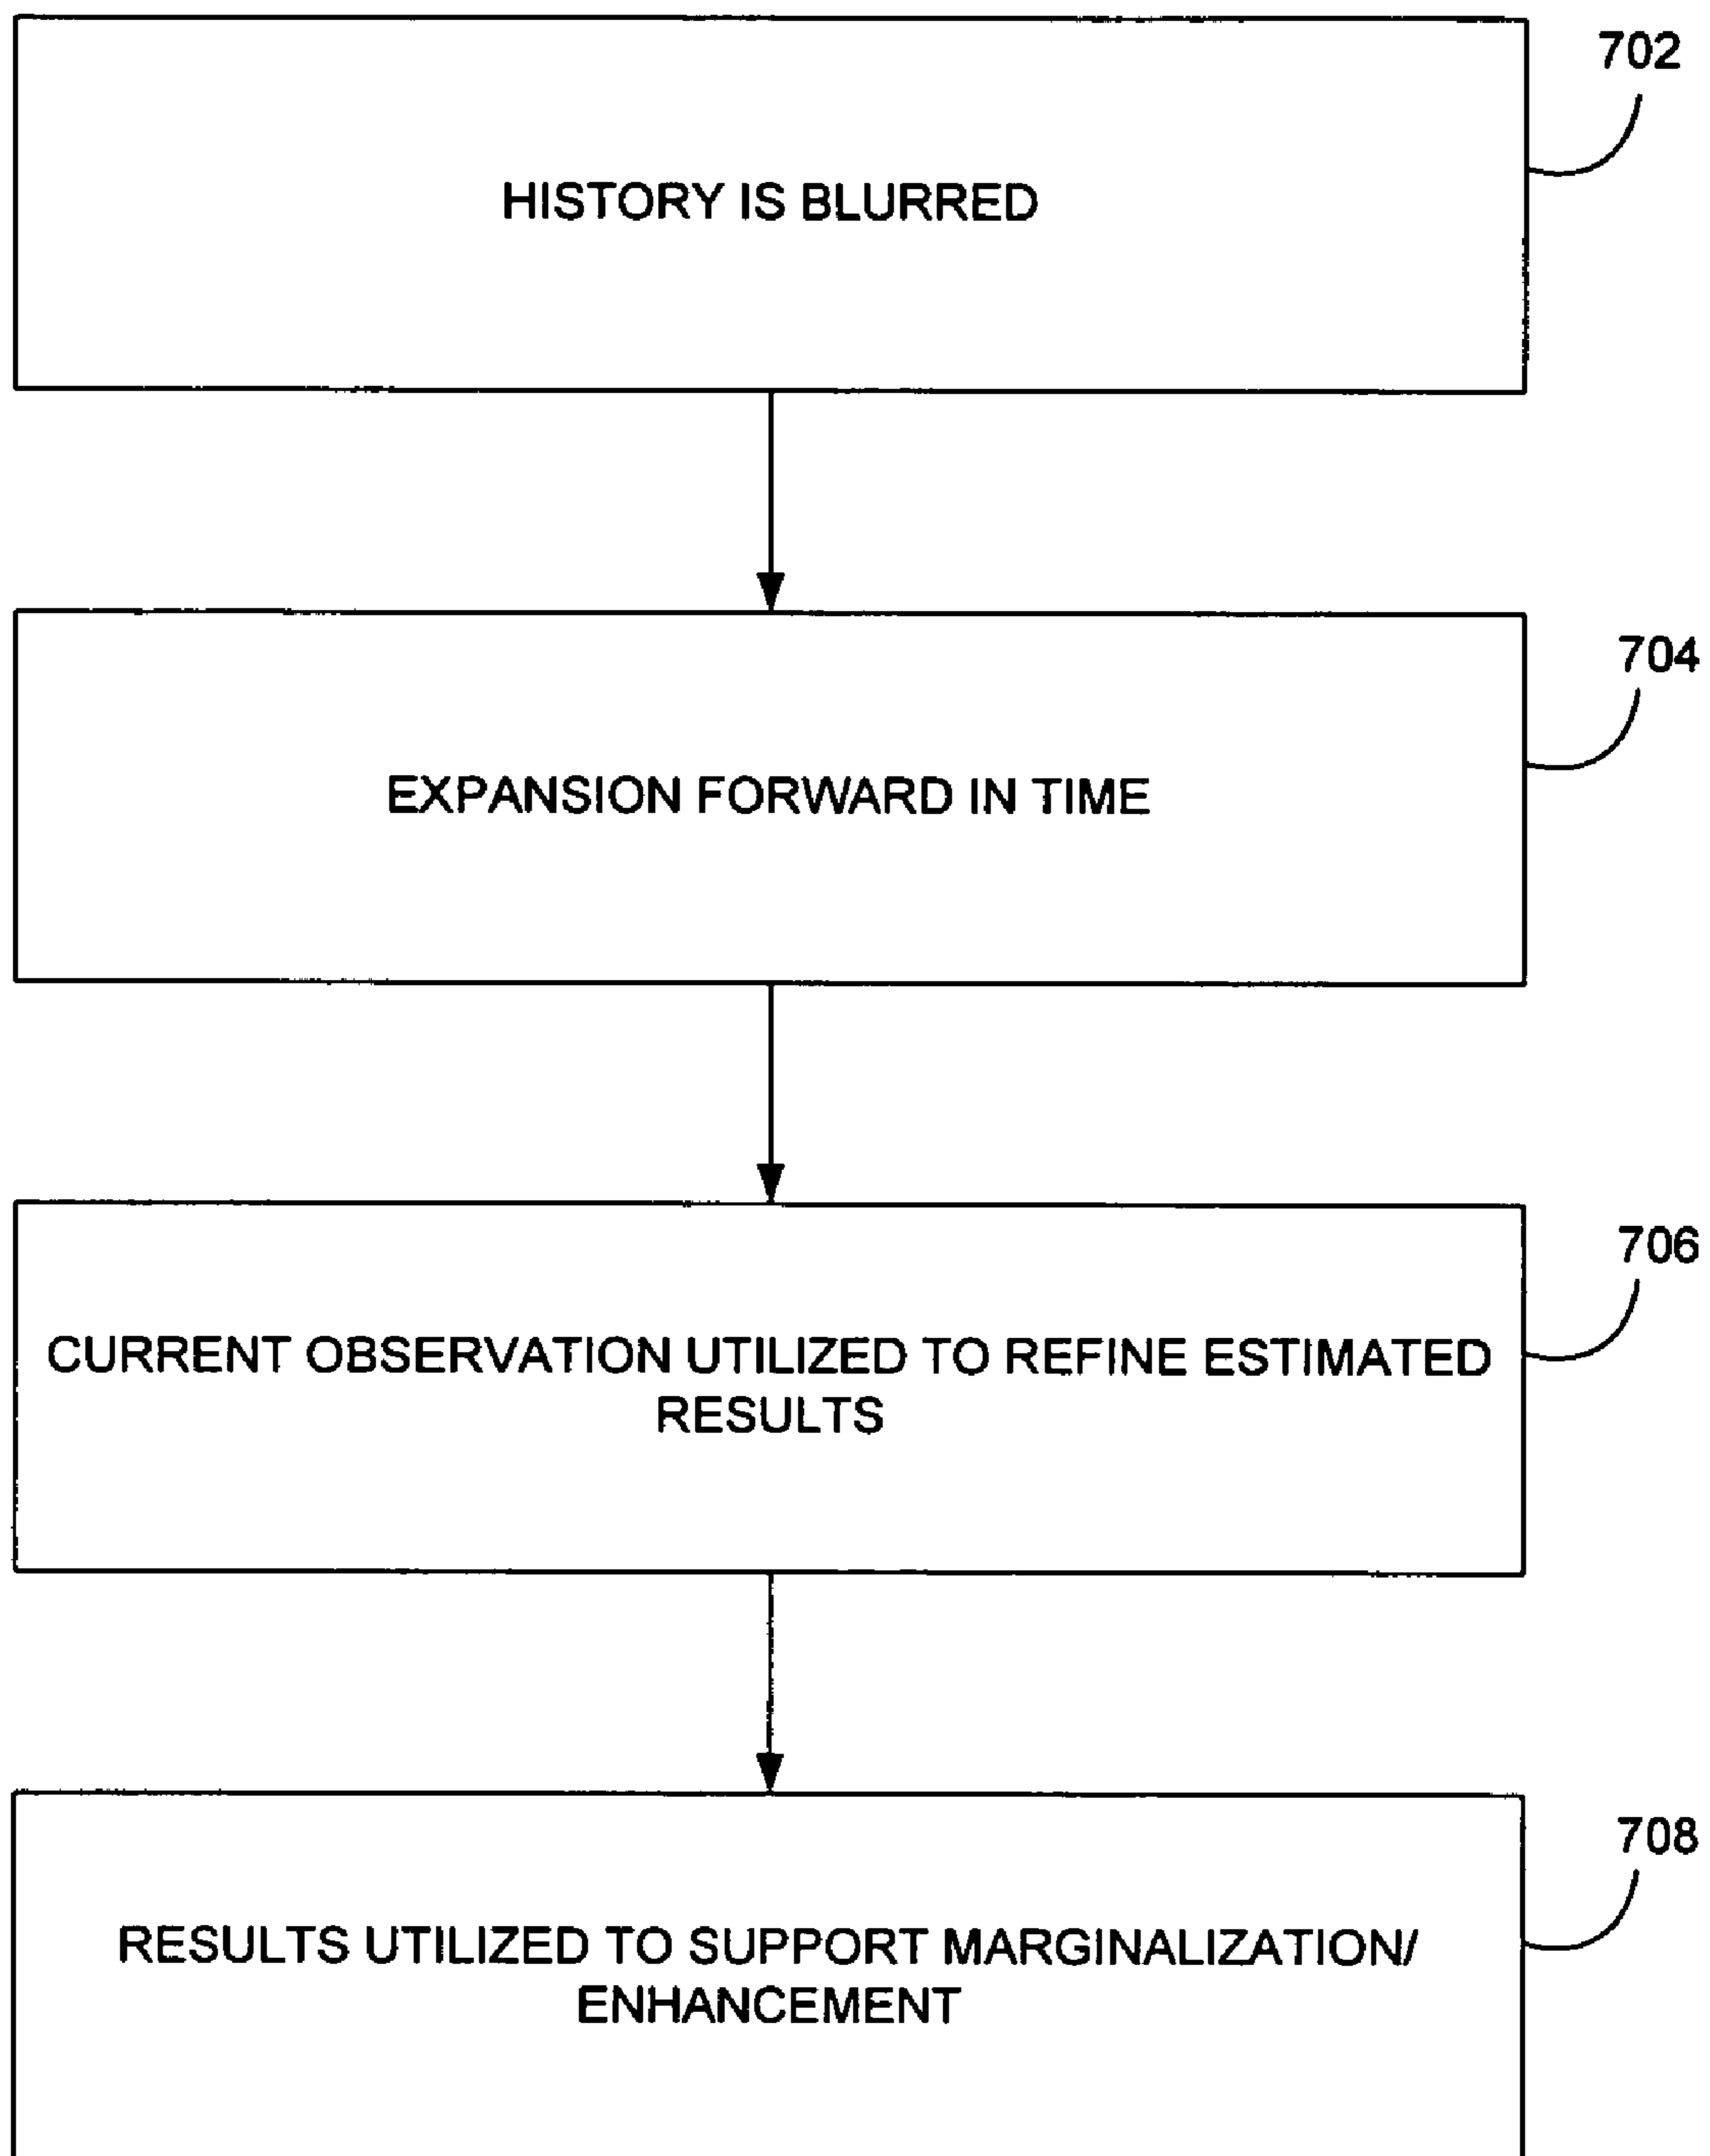 702
HISTORY IS BLURRED
704
EXPANSION FORWARD IN TIME
706
CURRENT OBSERVATION UTILIZED TO REFINE ESTIMATED
RESULTS
708
RESULTS UTILIZED TO SUPPORT MARGINALIZATION/
ENHANCEMENT